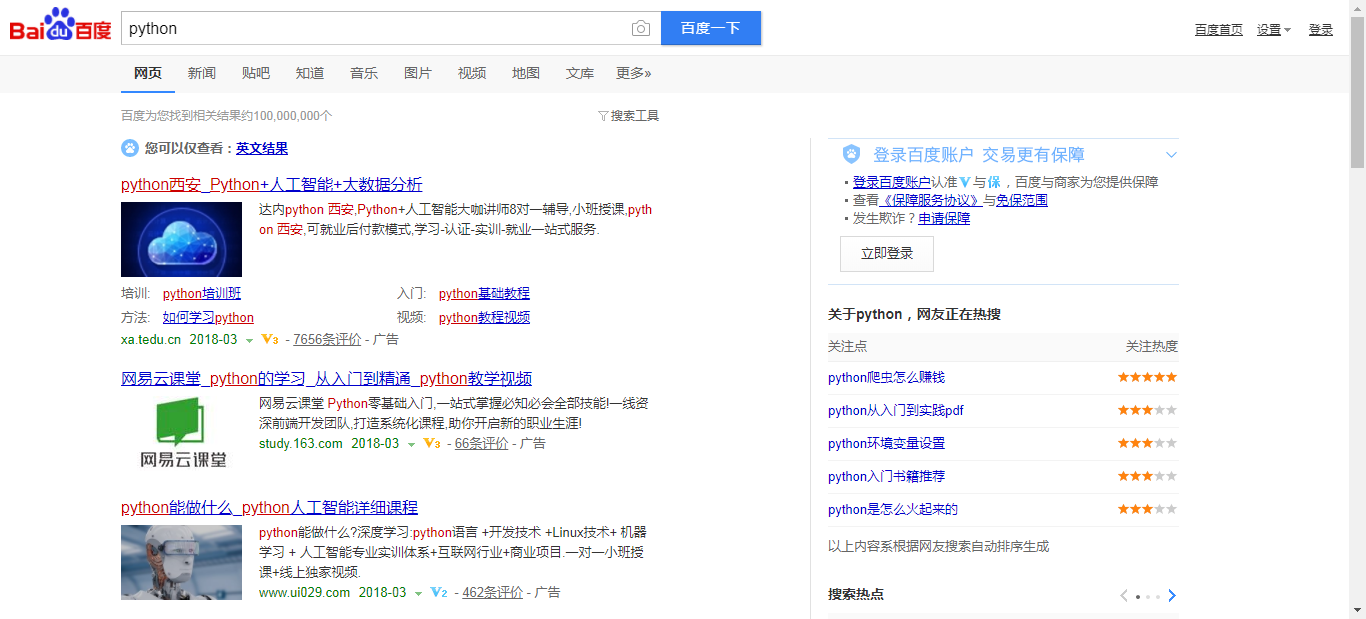 Bai du 百度
python
百度一下
百度首页 设置 登录
网页 新闻 贴吧 知道 音乐 图片 视频 地图 文库 更多»
百度为您找到相关结果约100,000,000个
搜索工具
您可以仅查看：英文结果
python西安_Python+人工智能+大数据分析
达内python 西安,Python+人工智能大咖讲师8对一辅导,小班授课,pyth
on 西安,可就业后付款模式,学习-认证-实训-就业一站式服务.
培训: python培训班 入门: python基础教程
方法: 如何学习python 视频: python教程视频
xa.tedu.cn 2018-03 V3 - 7656条评价 - 广告
网易云课堂_python的学习_从入门到精通_python教学视频
网易云课堂 Python零基础入门,一站式掌握必知必会全部技能!一线资
深前端开发团队,打造系统化课程,助你开启新的职业生涯!
study.163.com 2018-03 V3 - 66条评价 - 广告
网易云课堂
python能做什么_python人工智能详细课程
python能做什么?深度学习:python语言 +开发技术 +Linux技术+ 机器
学习 + 人工智能专业实训体系+互联网行业+商业项目.一对一小班授
课+线上独家视频.
www.ui029.com 2018-03 V2 - 462条评价 - 广告
登录百度账户 交易更有保障
登录百度账户认准V与保，百度与商家为您提供保障
查看《保障服务协议》与免保范围
发生欺诈？申请保障
立即登录
关于python，网友正在热搜
关注点 关注热度
python爬虫怎么赚钱
python从入门到实践pdf
python环境变量设置
python入门书籍推荐
python是怎么火起来的
以上内容系根据网友搜索自动排序生成
搜索热点